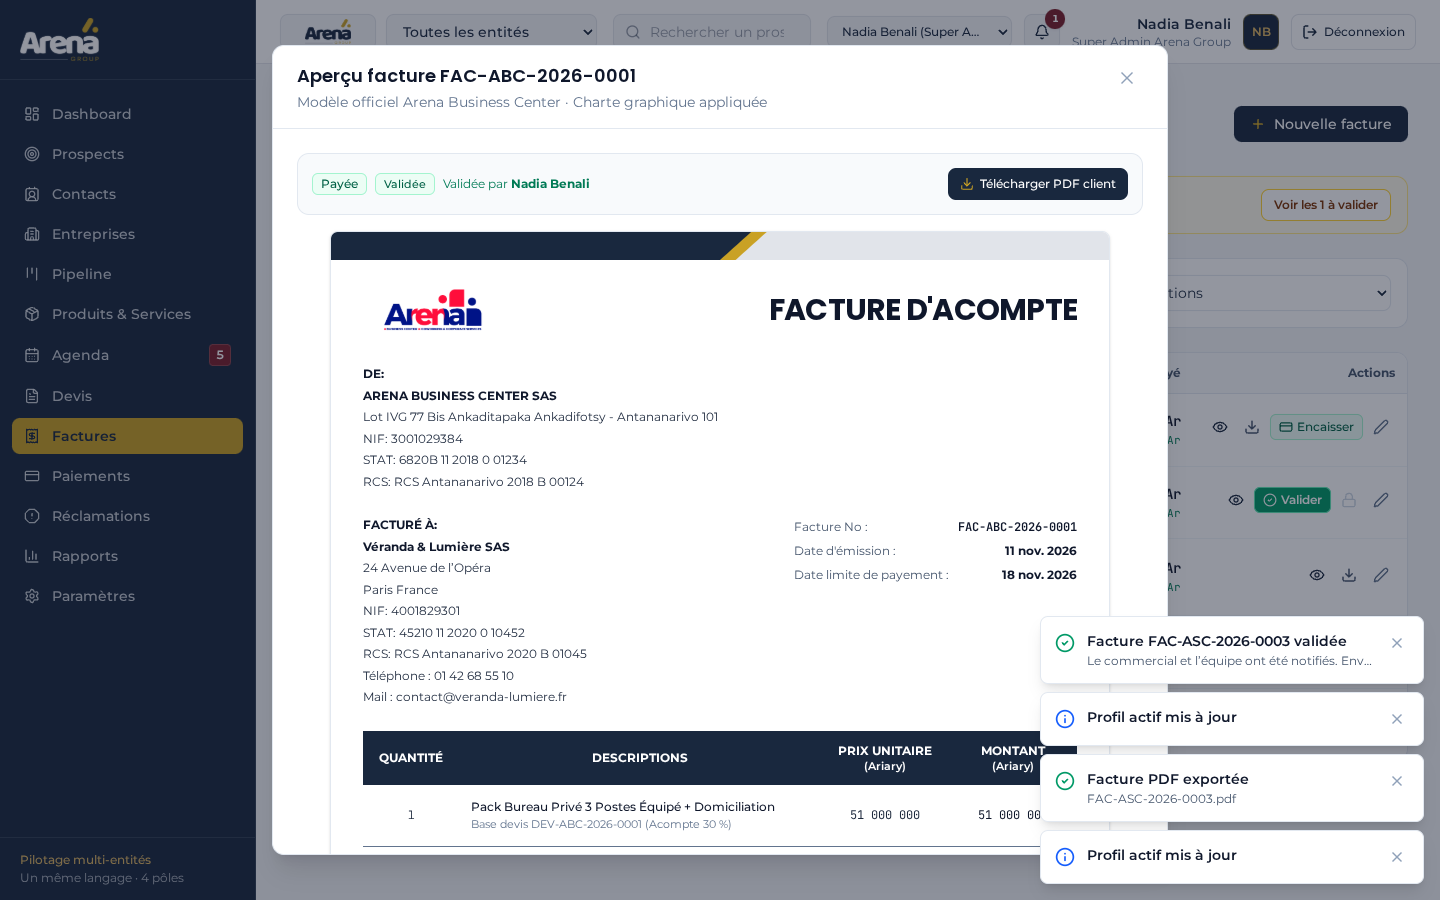 Arena
GROUP
Dashboard
Prospects
Contacts
Entreprises
Pipeline
Produits & Services
Agenda
5
Devis
Factures
Paiements
Réclamations
Rapports
Paramètres
Pilotage multi-entités
Un même langage · 4 pôles
Arena
Toutes les entités
Rechercher un pros
Nadia Benali (Super A...
1
Nadia Benali
Super Admin Arena Group
NB
Déconnexion
Nouvelle facture
Voir les 1 à valider
tions
yé
Actions
Ar
Ar
Encaisser
Ar
Ar
Valider
Ar
Ar
Aperçu facture FAC-ABC-2026-0001
Modèle officiel Arena Business Center · Charte graphique appliquée
Payée
Validée
Validée par Nadia Benali
Télécharger PDF client
Arena
FACTURE D'ACOMPTE
DE:
ARENA BUSINESS CENTER SAS
Lot IVG 77 Bis Ankaditapaka Ankadifotsy - Antananarivo 101
NIF: 3001029384
STAT: 6820B 11 2018 0 01234
RCS: RCS Antananarivo 2018 B 00124
FACTURÉ À:
Véranda & Lumière SAS
24 Avenue de l’Opéra
Paris France
NIF: 4001829301
STAT: 45210 11 2020 0 10452
RCS: RCS Antananarivo 2020 B 01045
Téléphone : 01 42 68 55 10
Mail : contact@veranda-lumiere.fr
Facture No : FAC-ABC-2026-0001
Date d'émission : 11 nov. 2026
Date limite de payement : 18 nov. 2026
QUANTITÉ DESCRIPTIONS PRIX UNITAIRE (Ariary) MONTANT (Ariary)
1 Pack Bureau Privé 3 Postes Équipé + Domiciliation 51 000 000 51 000 00
Base devis DEV-ABC-2026-0001 (Acompte 30 %)
Facture FAC-ASC-2026-0003 validée
Le commercial et l’équipe ont été notifiés. Env...
Profil actif mis à jour
Facture PDF exportée
FAC-ASC-2026-0003.pdf
Profil actif mis à jour